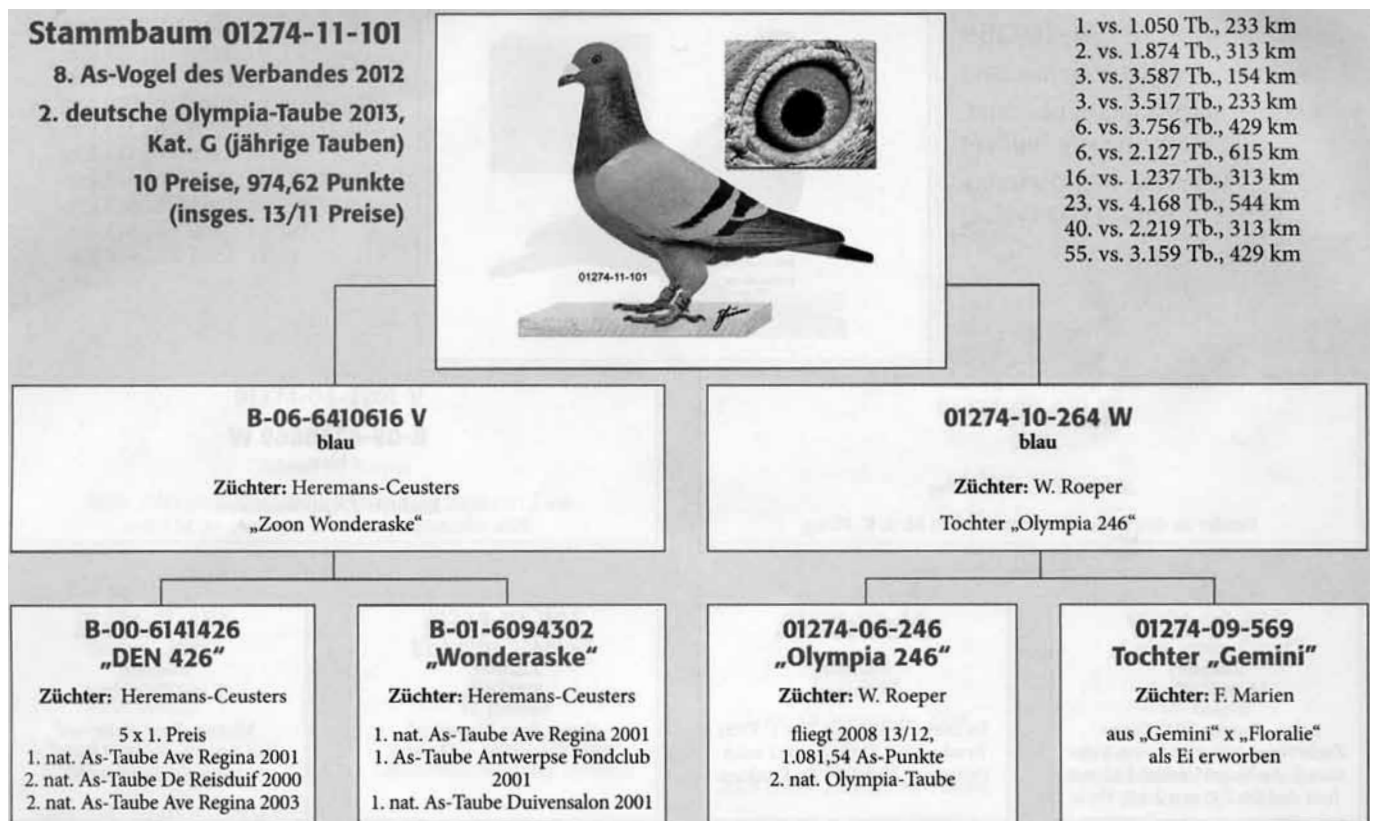 Stammbaum 01274-11-101
8. As-Vogel des Verbandes 2012
2. deutsche Olympia-Taube 2013,
Kat. G (jährige Tauben)
10 Preise, 974,62 Punkte
(insges. 13/11 Preise)
01274-11-101
1. vs. 1.050 Tb., 233 km
2. vs. 1.874 Tb., 313 km
3. vs. 3.587 Tb., 154 km
3. vs. 3.517 Tb., 233 km
6. vs. 3.756 Tb., 429 km
6. vs. 2.127 Tb., 615 km
16. vs. 1.237 Tb., 313 km
23. vs. 4.168 Tb., 544 km
40. vs. 2.219 Tb., 313 km
55. vs. 3.159 Tb., 429 km
B-06-6410616 V
blau
Züchter: Heremans-Ceusters
„Zoon Wonderaske“
01274-10-264 W
blau
Züchter: W. Roeper
Tochter „Olympia 246“
B-00-6141426
„DEN 426“
Züchter: Heremans-Ceusters
5 x 1. Preis
1. nat. As-Taube Ave Regina 2001
2. nat. As-Taube De Reisduif 2000
2. nat. As-Taube Ave Regina 2003
B-01-6094302
„Wonderaske“
Züchter: Heremans-Ceusters
1. nat. As-Taube Ave Regina 2001
1. As-Taube Antwerpse Fondclub
2001
1. nat. As-Taube Duivensalon 2001
01274-06-246
„Olympia 246“
Züchter: W. Roeper
fliegt 2008 13/12,
1.081,54 As-Punkte
2. nat. Olympia-Taube
01274-09-569
Tochter „Gemini“
Züchter: F. Marien
aus „Gemini“ x „Floralie“
als Ei erworben